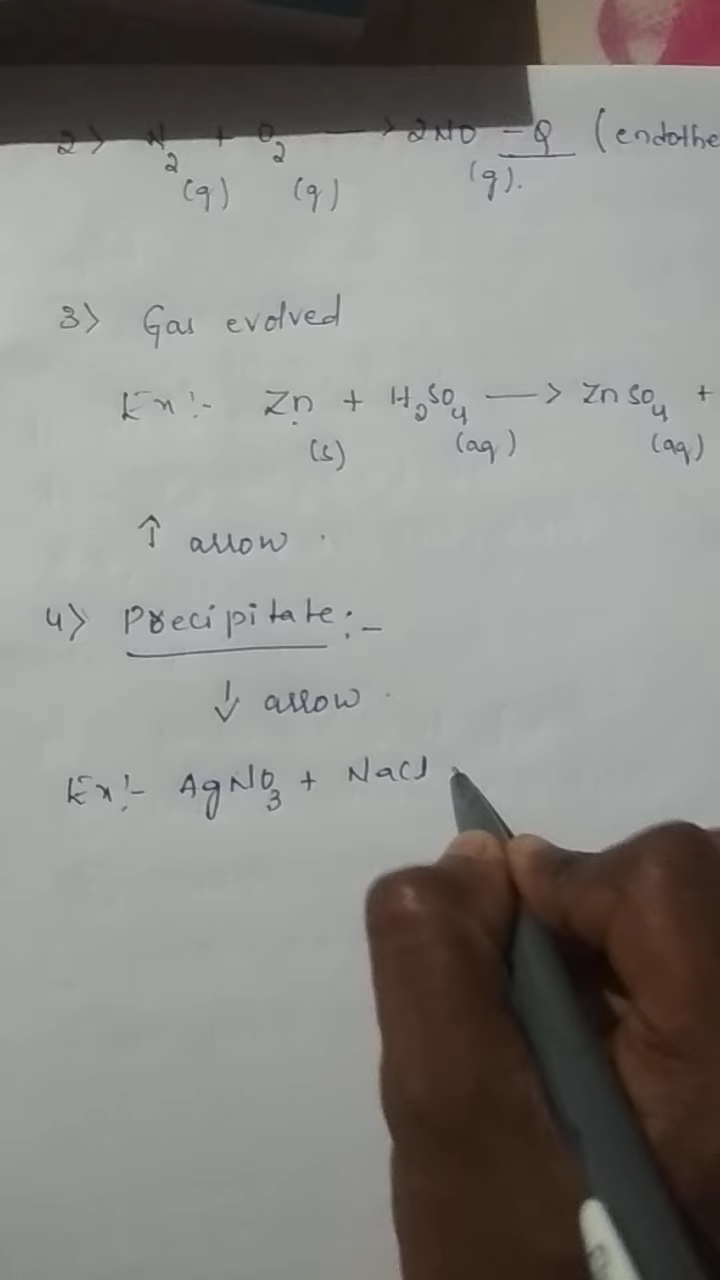 2> N2 + O2 —> 2NO - Q (endothe
(g) (g) (g).
3> Gas evolved
Ex:- Zn + H2SO4 —> ZnSO4 +
(s) (aq) (aq)
↑ arrow.
4> Precipitate:-
↓ arrow.
Ex:- AgNO3 + NaCl